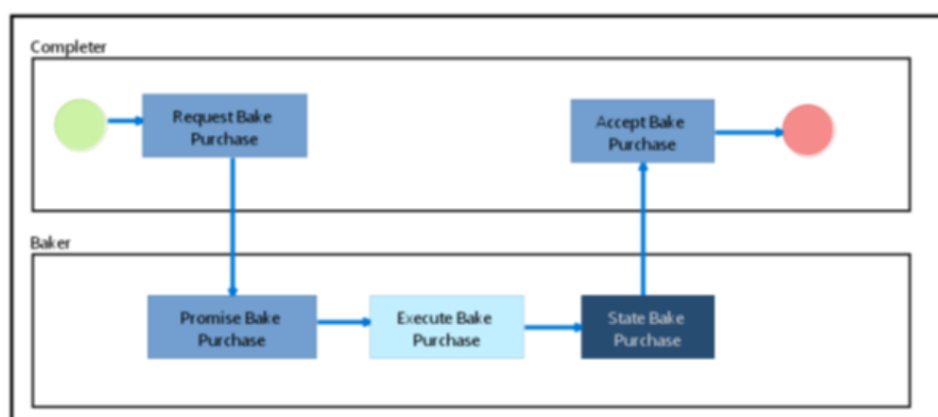 Completer
Request Bake
Purchase
Accept Bake
Purchase
Baker
Promise Bake
Purchase
Execute Bake
Purchase
State Bake
Purchase